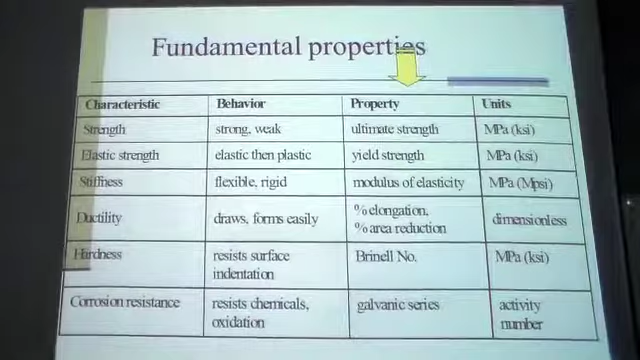 Fundamental properties
Characteristic Behavior Property Units
Strength strong, weak ultimate strength MPa (ksi)
Elastic strength elastic then plastic yield strength MPa (ksi)
Stiffness flexible, rigid modulus of elasticity MPa (Mpsi)
Ductility draws, forms easily % elongation, % area reduction dimensionless
Hardness resists surface indentation Brinell No. MPa (ksi)
Corrosion resistance resists chemicals, oxidation galvanic series activity number